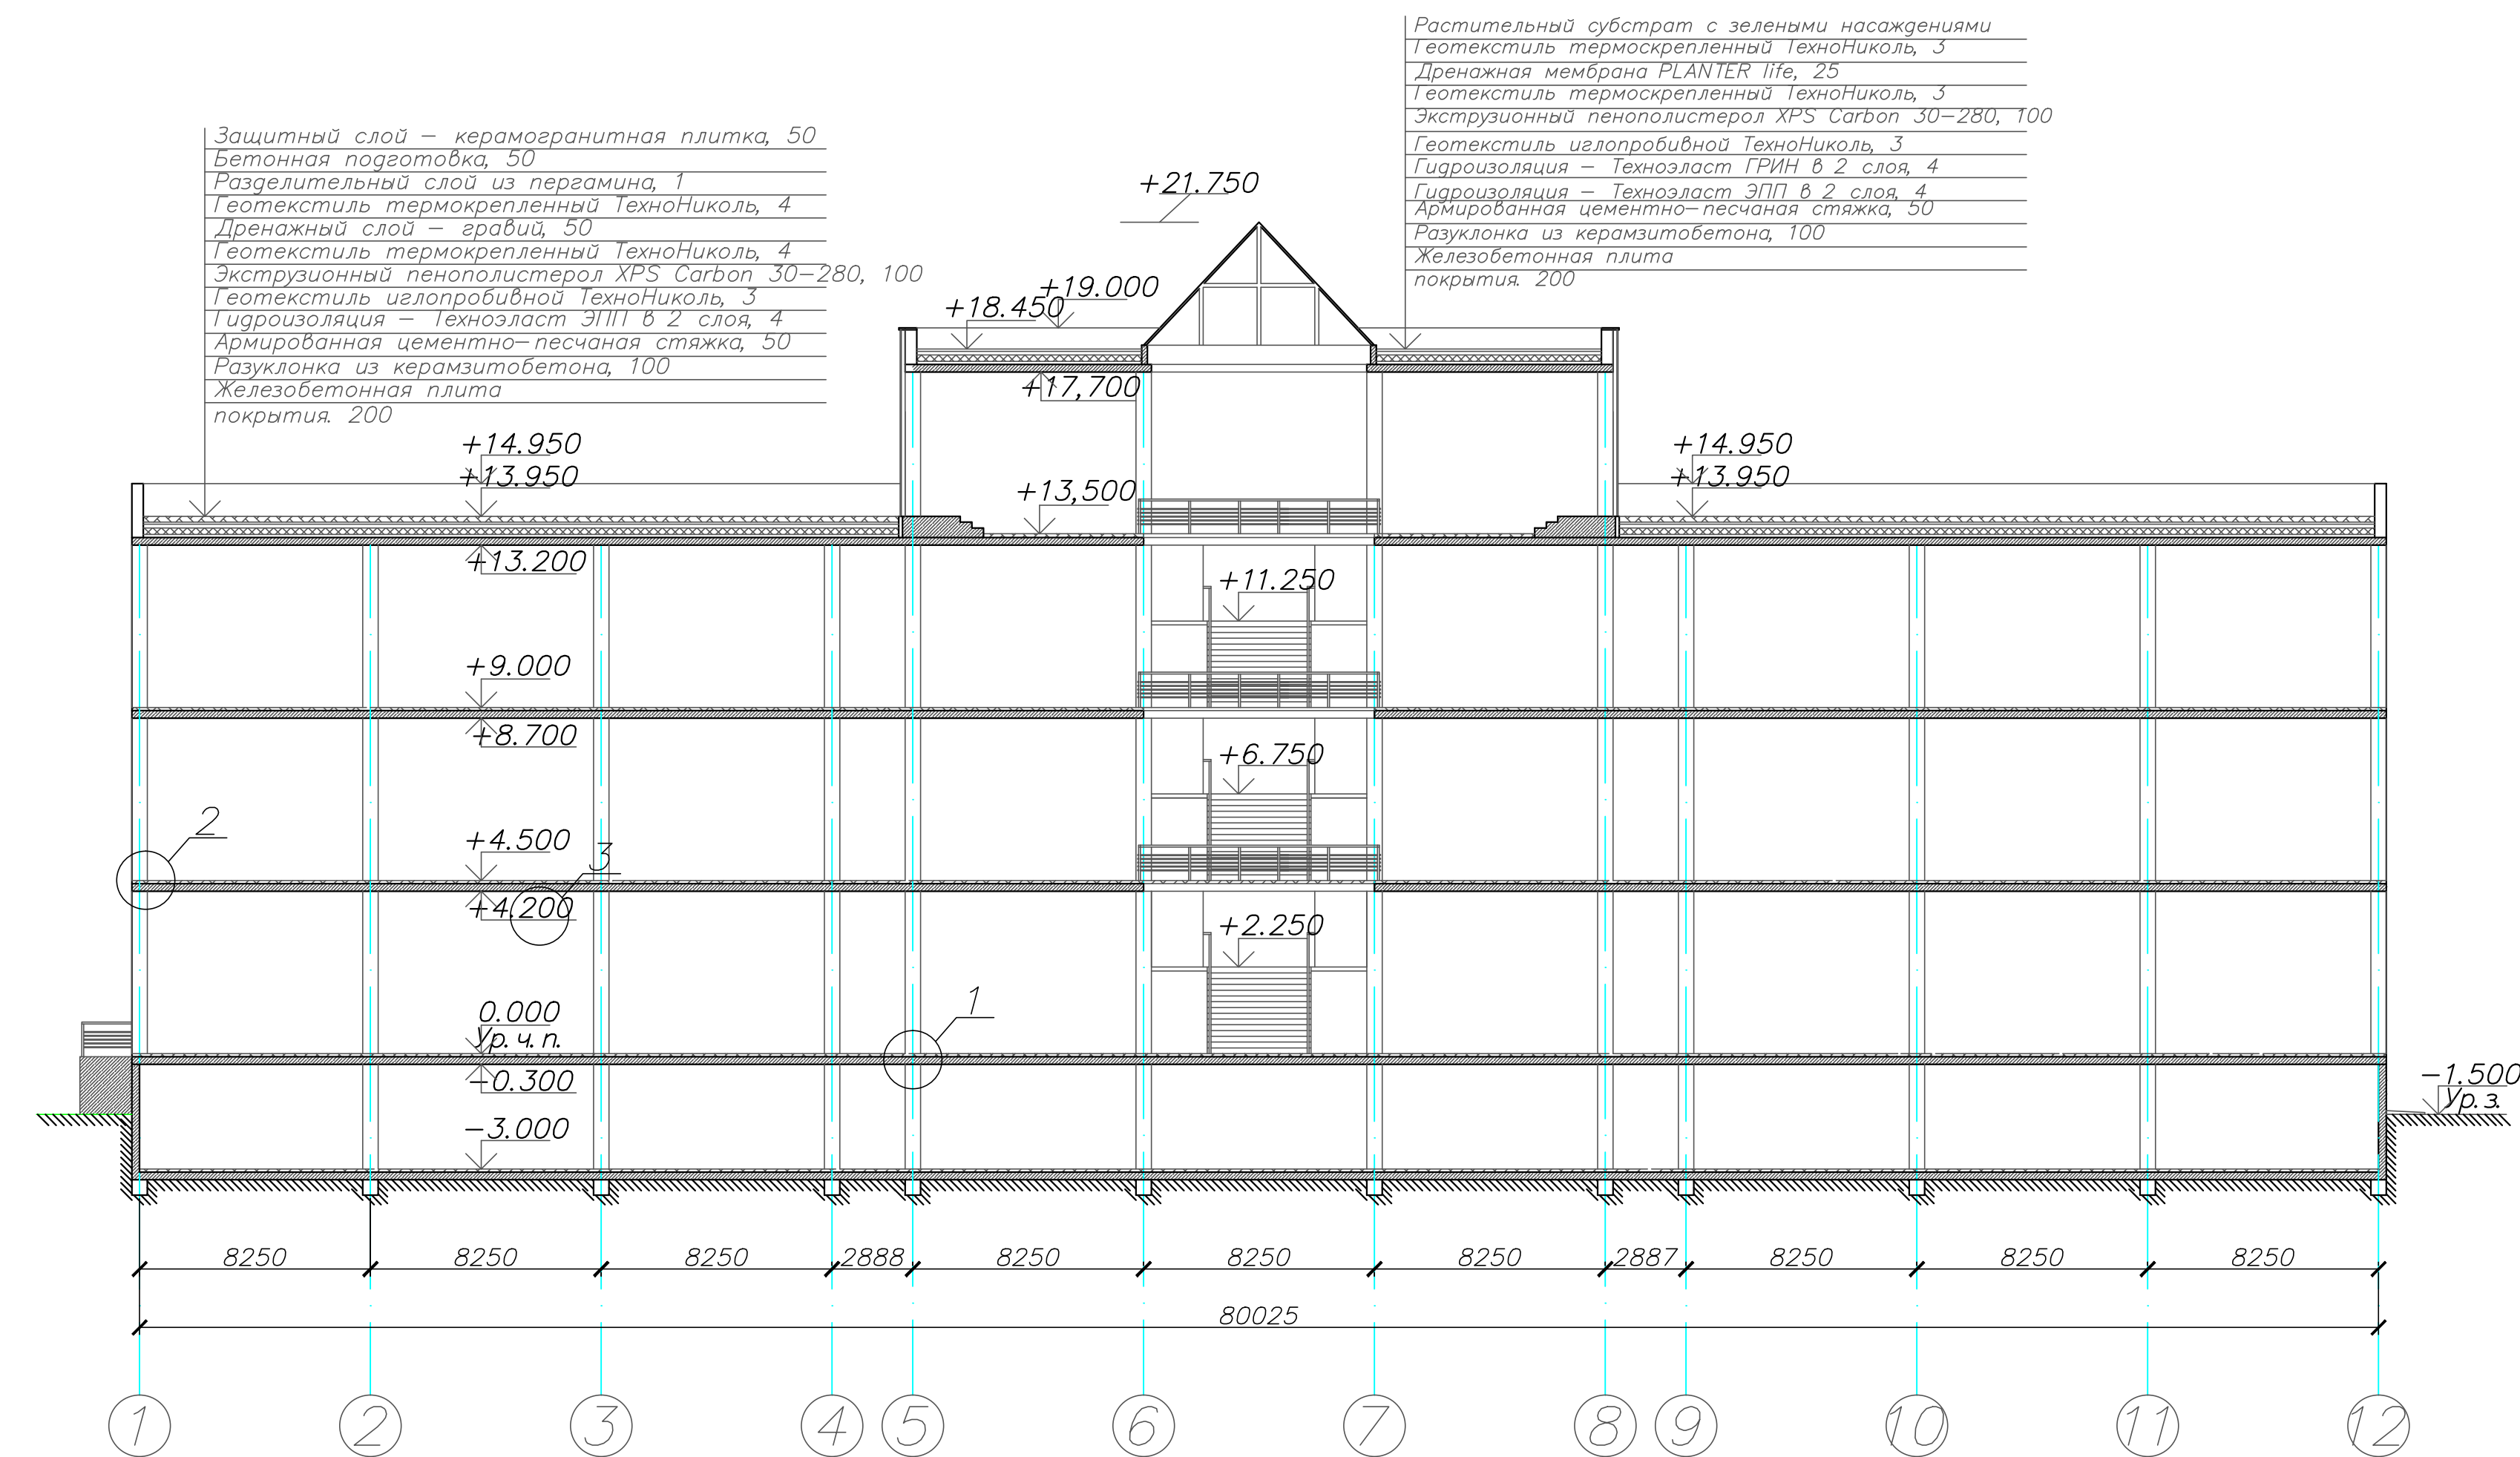 Растительный субстрат с зелеными насаждениями
Геотекстиль термоскрепленный ТехноНиколь, 3
Дренажная мембрана PLANTER life, 25
Геотекстиль термоскрепленный ТехноНиколь, 3
Экструзионный пенополистерол XPS Carbon 30-280, 100
Геотекстиль иглопробивной ТехноНиколь, 3
Гидроизоляция - Техноэласт ГРИН в 2 слоя, 4
Гидроизоляция - Техноэласт ЭПП в 2 слоя, 4
Армированная цементно-песчаная стяжка, 50
Разуклонка из керамзитобетона, 100
Железобетонная плита
покрытия. 200
Защитный слой - керамогранитная плитка, 50
Бетонная подготовка, 50
Разделительный слой из пергамина, 1
Геотекстиль термокрепленный ТехноНиколь, 4
Дренажный слой - гравий, 50
Геотекстиль термокрепленный ТехноНиколь, 4
Экструзионный пенополистерол XPS Carbon 30-280, 100
Геотекстиль иглопробивной ТехноНиколь, 3
Гидроизоляция - Техноэласт ЭПП в 2 слоя, 4
Армированная цементно-песчаная стяжка, 50
Разуклонка из керамзитобетона, 100
Железобетонная плита
покрытия. 200
+21.750
+19.000
+18.450
+17,700
+14.950
+13.950
+14.950
+13.950
+13,500
+13.200
+11.250
+9.000
+8.700
+6.750
2
+4.500
3
+4.200
+2.250
1
0.000
Ур. ч. п.
-0.300
-1.500
Ур. з.
-3.000
8250 8250 8250 2888 8250 8250 8250 2887 8250 8250 8250
80025
1 2 3 4 5 6 7 8 9 10 11 12